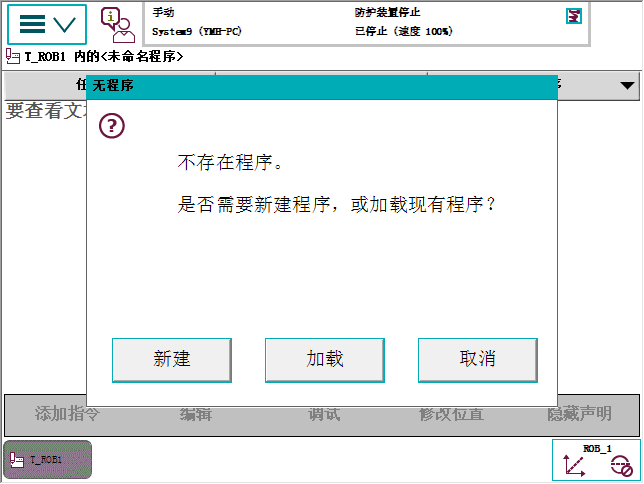 手动
防护装置停止
System9 (YMH-PC)
已停止 (速度 100%)
T_ROB1 内的<未命名程序>
无程序
要查看文
不存在程序。
是否需要新建程序，或加载现有程序？
新建
加载
取消
添加指令
编辑
调试
修改位置
隐藏声明
T_ROB1
ROB_1